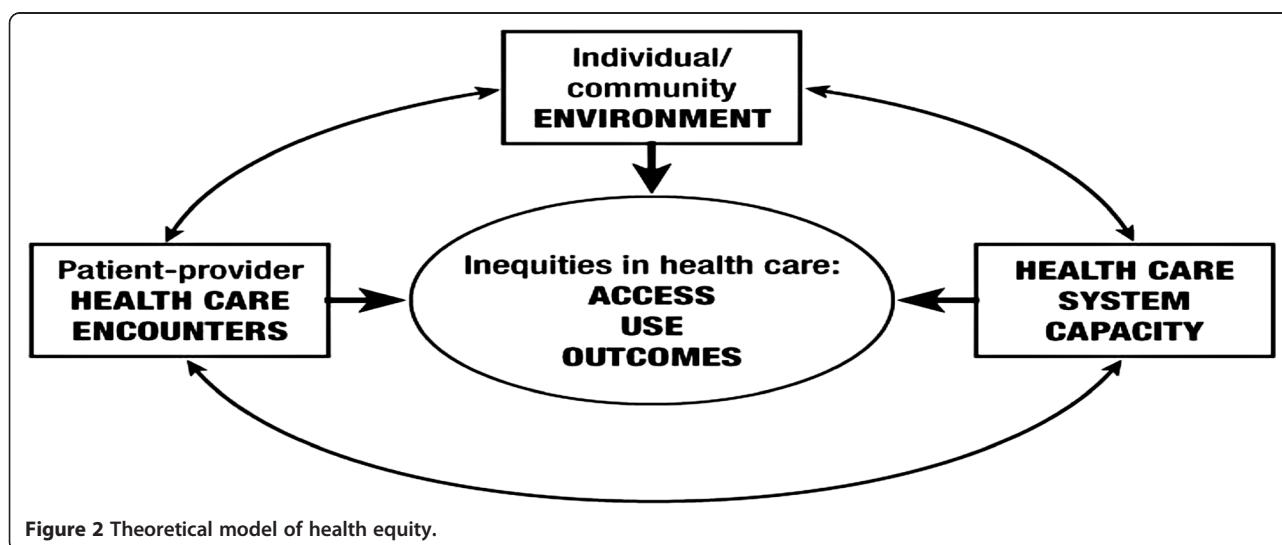 Individual/
community
ENVIRONMENT
Patient-provider
HEALTH CARE
ENCOUNTERS
Inequities in health care:
ACCESS
USE
OUTCOMES
HEALTH CARE
SYSTEM
CAPACITY
Figure 2 Theoretical model of health equity.